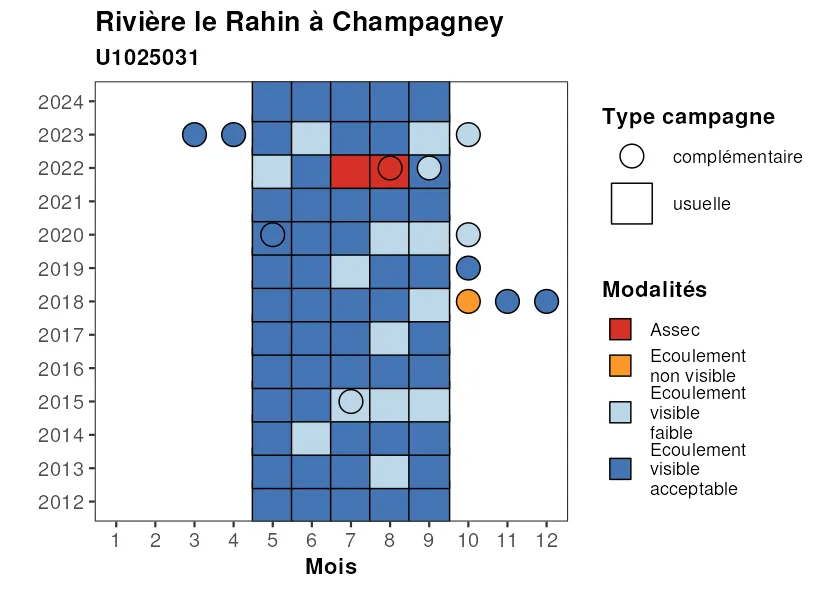 Rivière le Rahin à Champagney
U1025031
2024
2023
2022
2021
2020
2019
2018
2017
2016
2015
2014
2013
2012
1 2 3 4 5 6 7 8 9 10 11 12
Mois
Type campagne
complémentaire
usuelle
Modalités
Assec
Ecoulement
non visible
Ecoulement
visible
faible
Ecoulement
visible
acceptable